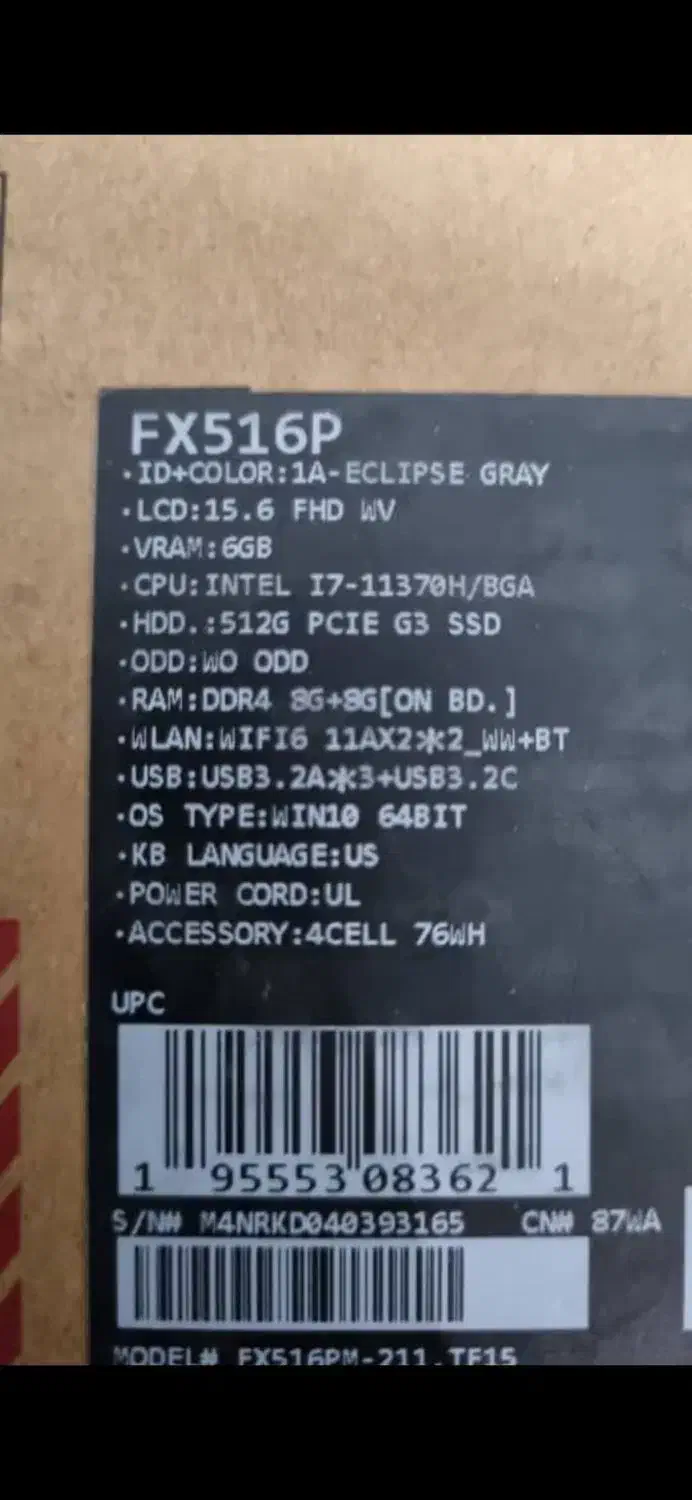 FX516P
·ID+COLOR:1A-ECLIPSE GRAY
·LCD:15.6 FHD WV
·VRAM:6GB
·CPU:INTEL I7-11370H/BGA
·HDD.:512G PCIE G3 SSD
·ODD:WO ODD
·RAM:DDR4 8G+8G[ON BD.]
·WLAN:WIFI6 11AX2*2_WW+BT
·USB:USB3.2A*3+USB3.2C
·OS TYPE:WIN10 64BIT
·KB LANGUAGE:US
·POWER CORD:UL
·ACCESSORY:4CELL 76WH
UPC
1 95553 08362 1
S/N# M4NRKD040393165 CN# 87WA
MODEL# FX516PM-211.TF15